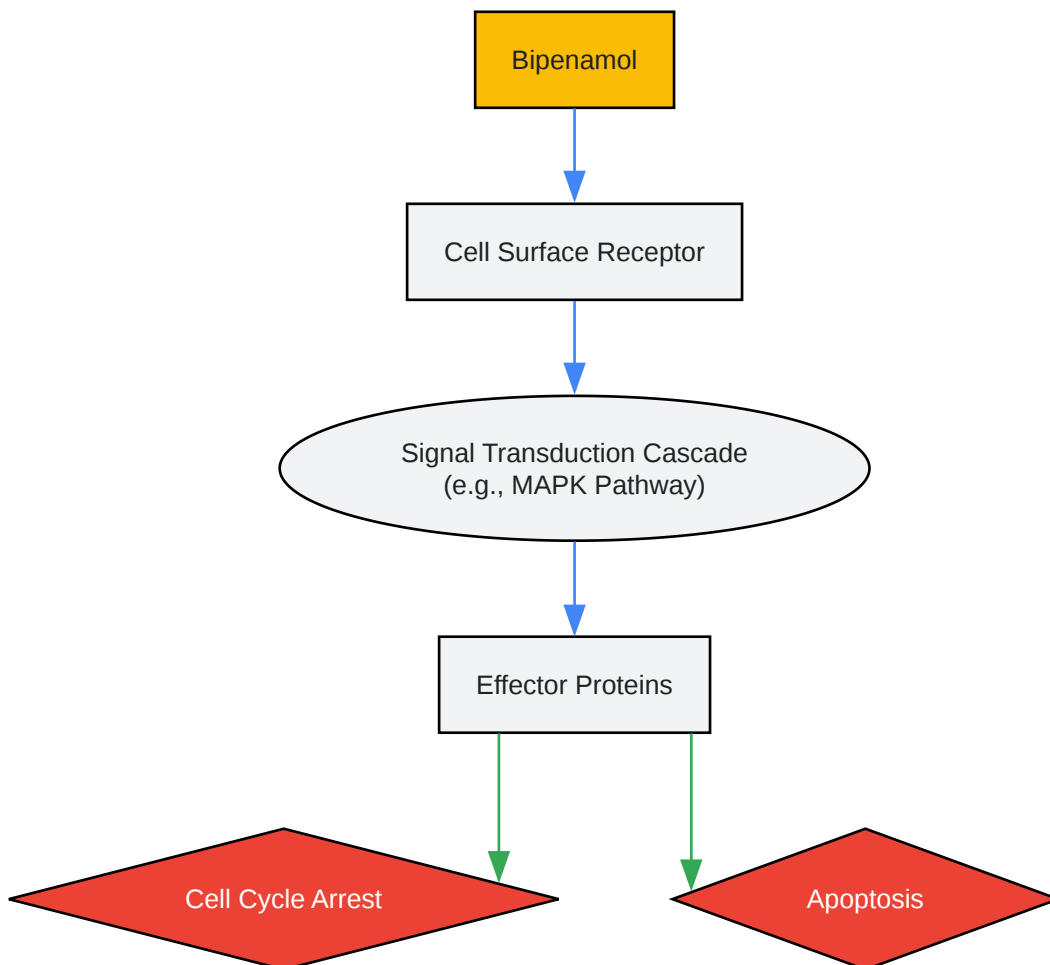 Bipenamol
Cell Surface Receptor
Signal Transduction Cascade
(e.g., MAPK Pathway)
Effector Proteins
Cell Cycle Arrest
Apoptosis